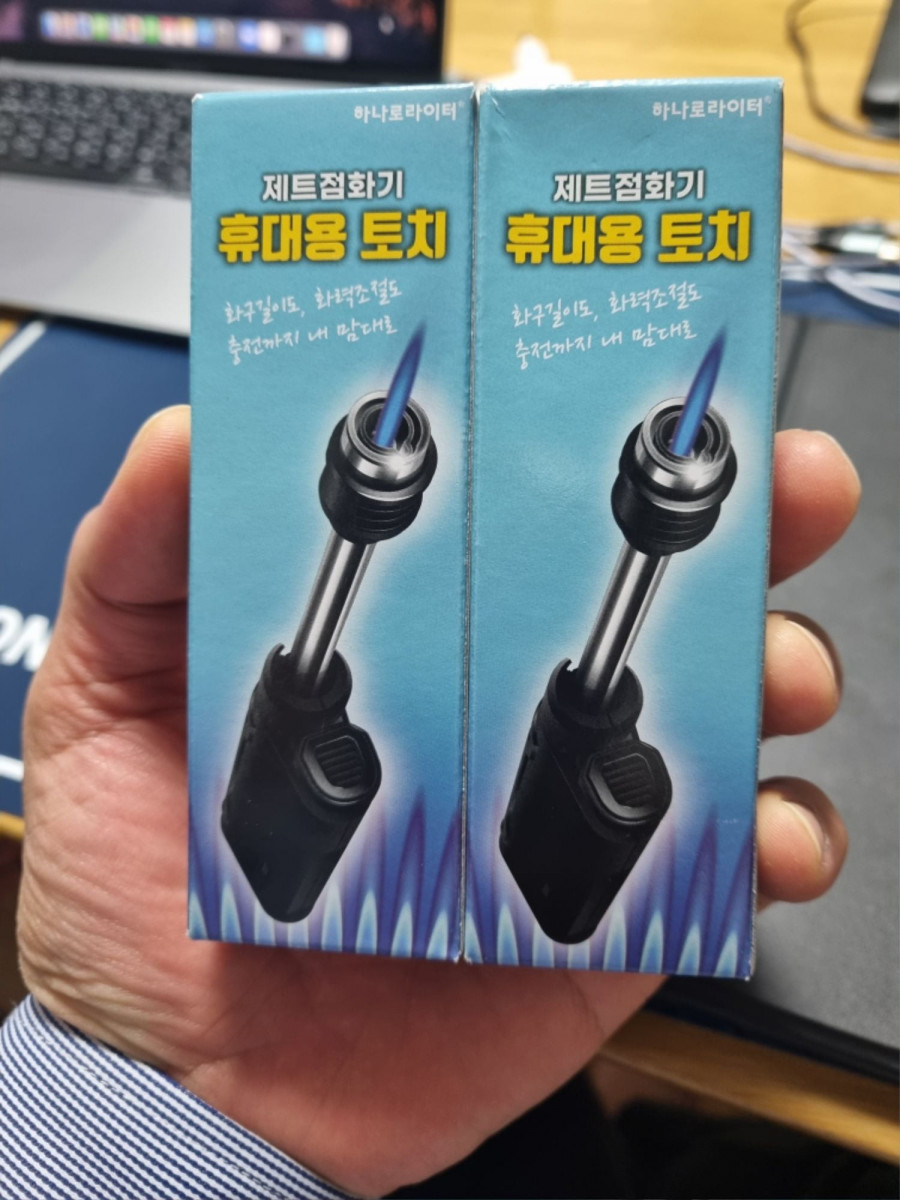 하나로라이터
제트점화기
휴대용 토치
화구길이도, 화력조절도
충전까지 내 맘대로
하나로라이터
제트점화기
휴대용 토치
화구길이도, 화력조절도
충전까지 내 맘대로
ON